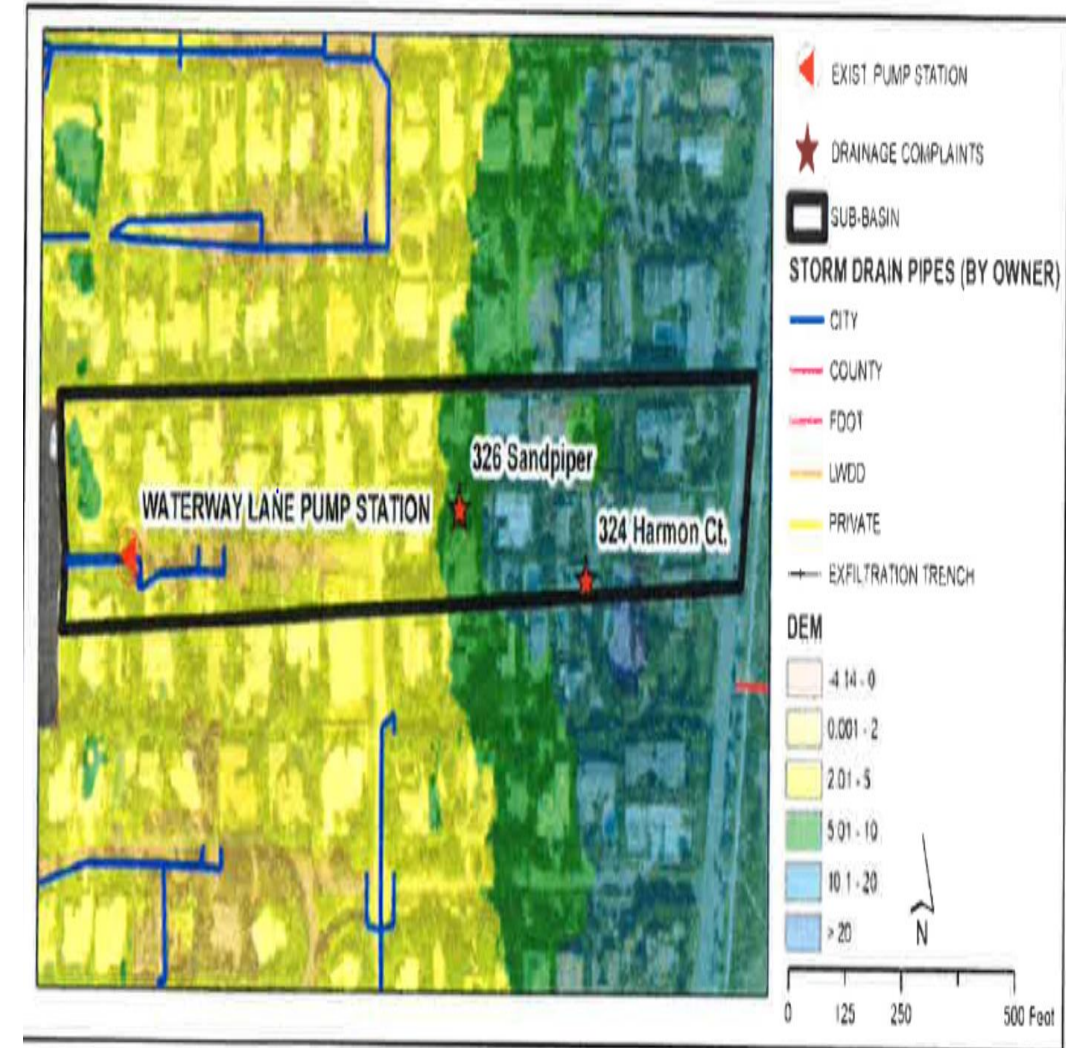 326 Sandpiper
WATERWAY LANE PUMP STATION
324 Harmon Ct.
EXIST PUMP STATION
DRAINAGE COMPLAINTS
SUB-BASIN
STORM DRAIN PIPES (BY OWNER)
CITY
COUNTY
FDOT
LWDD
PRIVATE
EXFILTRATION TRENCH
DEM
-4.14 - 0
0.001 - 2
2.01 - 5
5.01 - 10
10.1 - 20
> 20
N
0 125 250 500 Feet